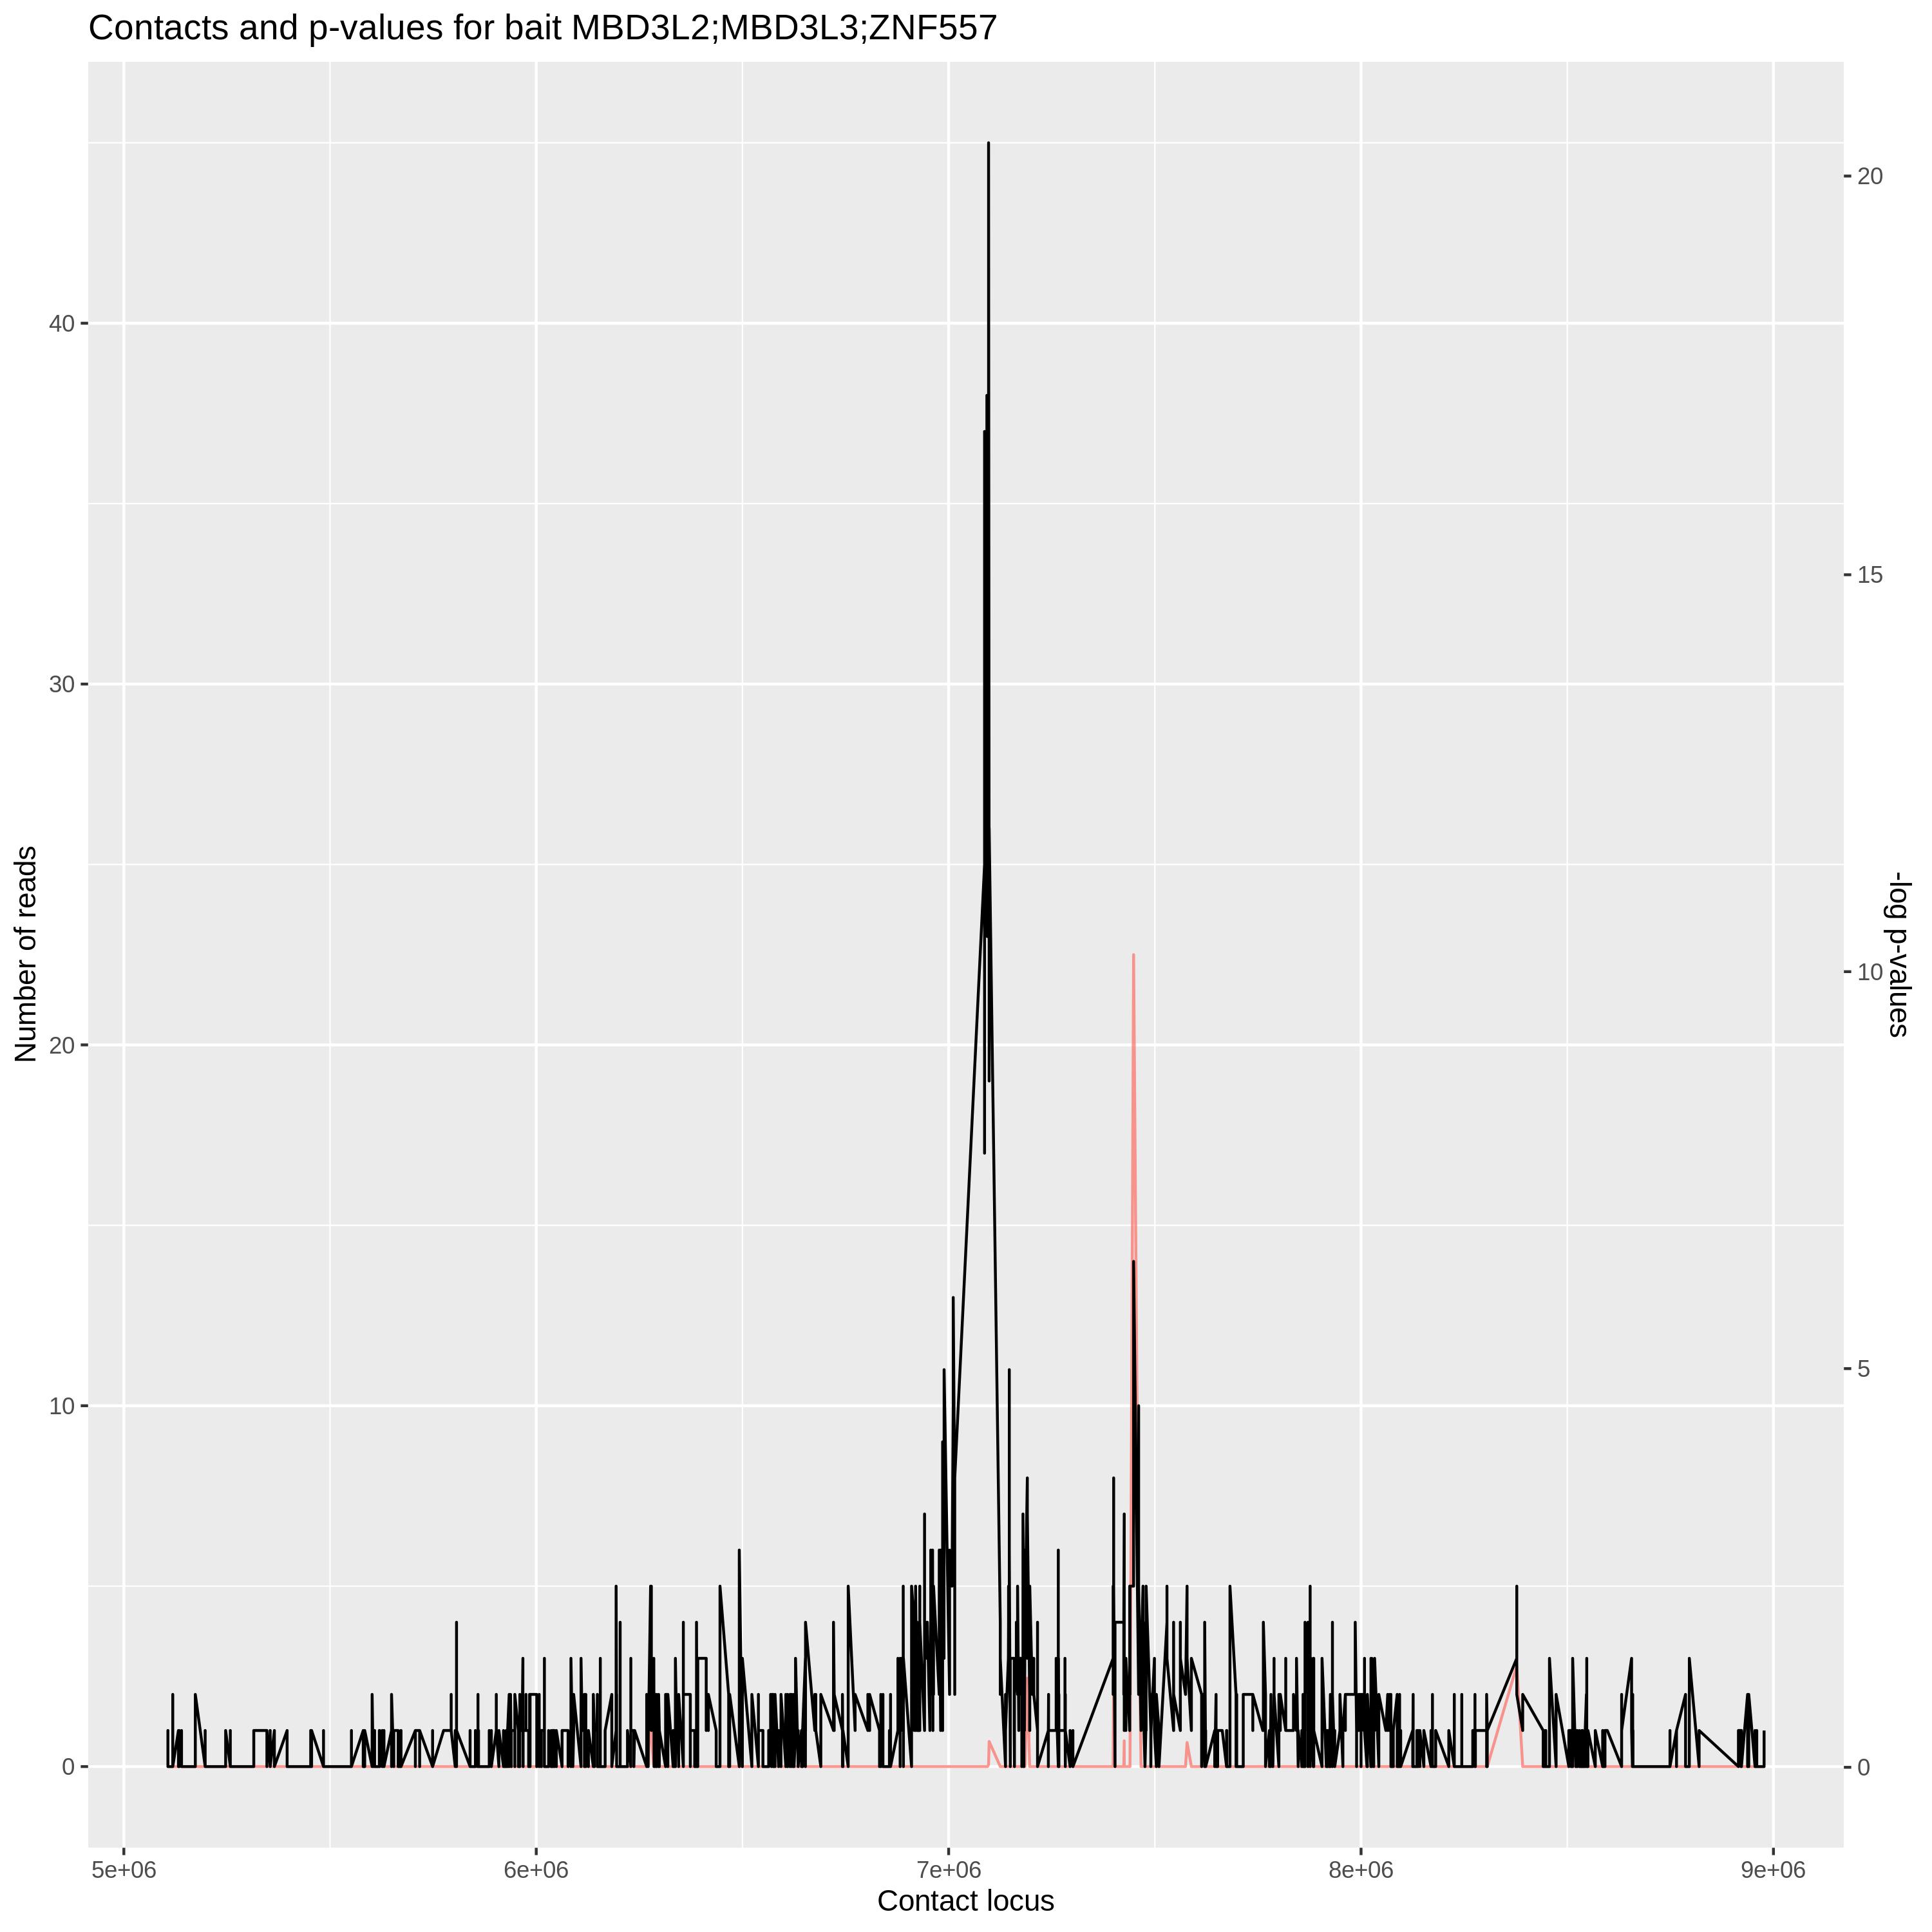 Contacts and p-values for bait MBD3L2;MBD3L3;ZNF557
Number of reads
40
30
20
10
0
20
15
10
5
0
-log p-values
5e+06
6e+06
7e+06
8e+06
9e+06
Contact locus